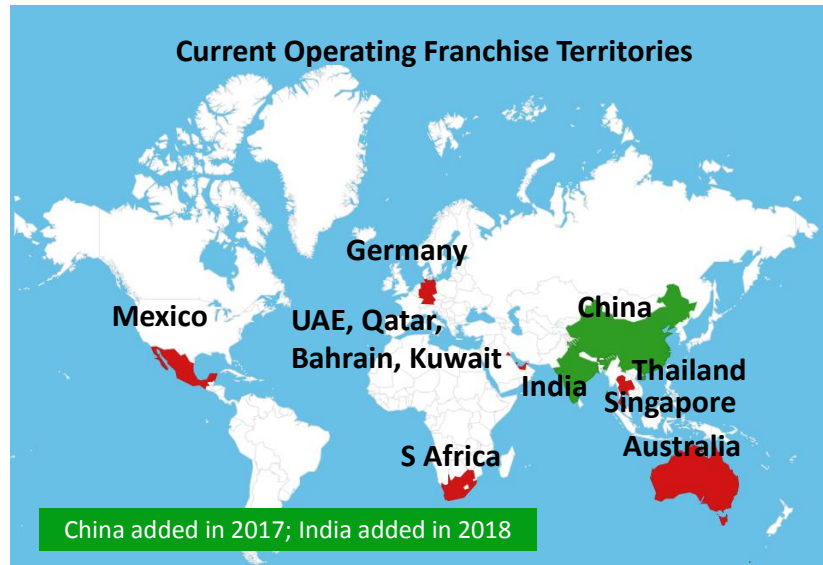 Current Operating Franchise Territories
Germany
Mexico
UAE, Qatar,
Bahrain, Kuwait
China
India
Thailand
Singapore
Australia
S Africa
China added in 2017; India added in 2018